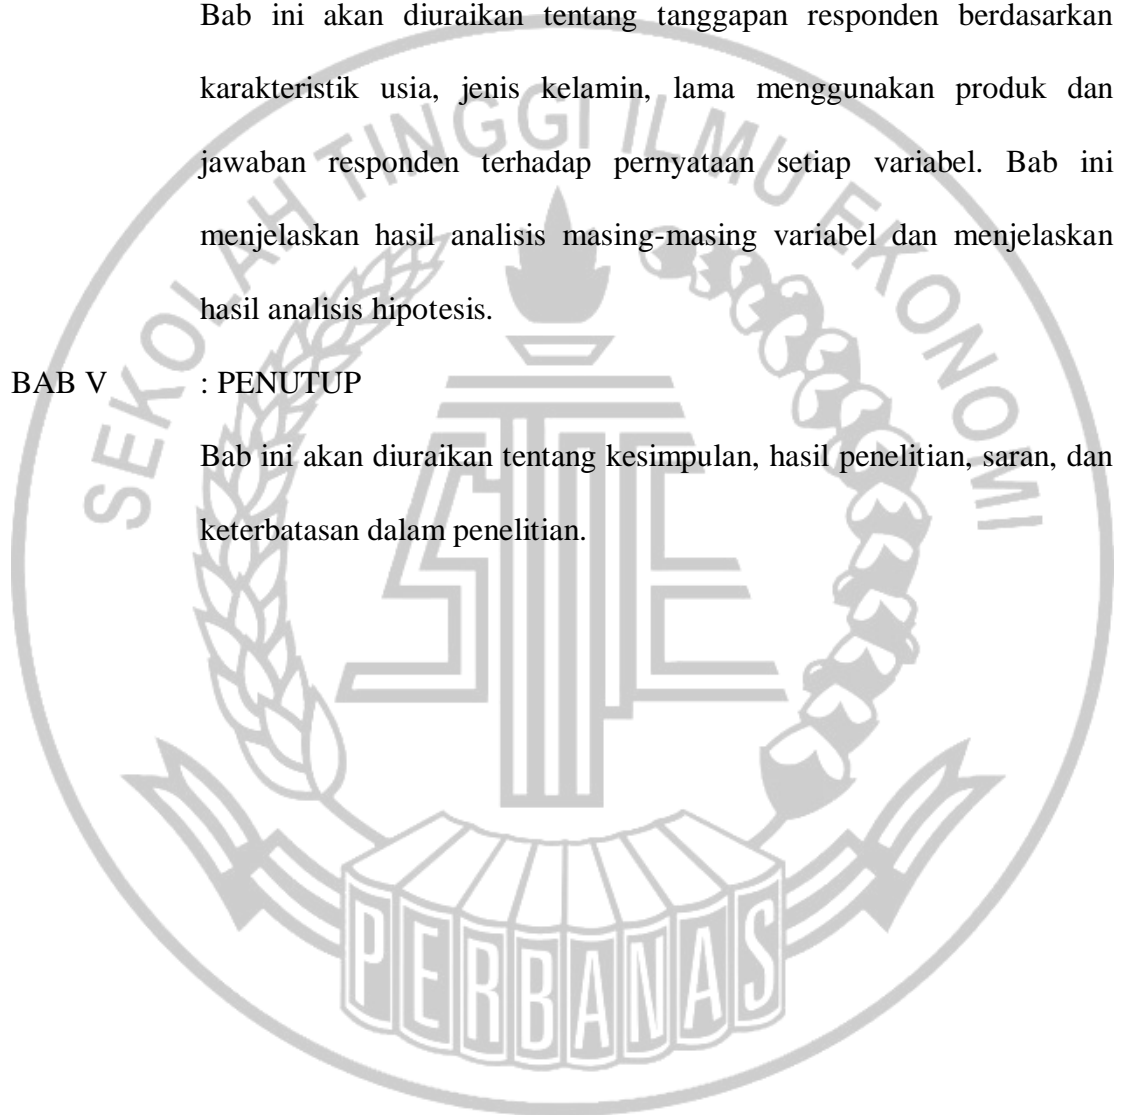 Bab ini akan diuraikan tentang tanggapan responden berdasarkan
karakteristik usia, jenis kelamin, lama menggunakan produk dan
jawaban responden terhadap pernyataan setiap variabel. Bab ini
menjelaskan hasil analisis masing-masing variabel dan menjelaskan
hasil analisis hipotesis.
BAB V : PENUTUP
Bab ini akan diuraikan tentang kesimpulan, hasil penelitian, saran, dan
keterbatasan dalam penelitian.
SEKOLAH TINGGI ILMU EKONOMI
STIE
PERBANAS